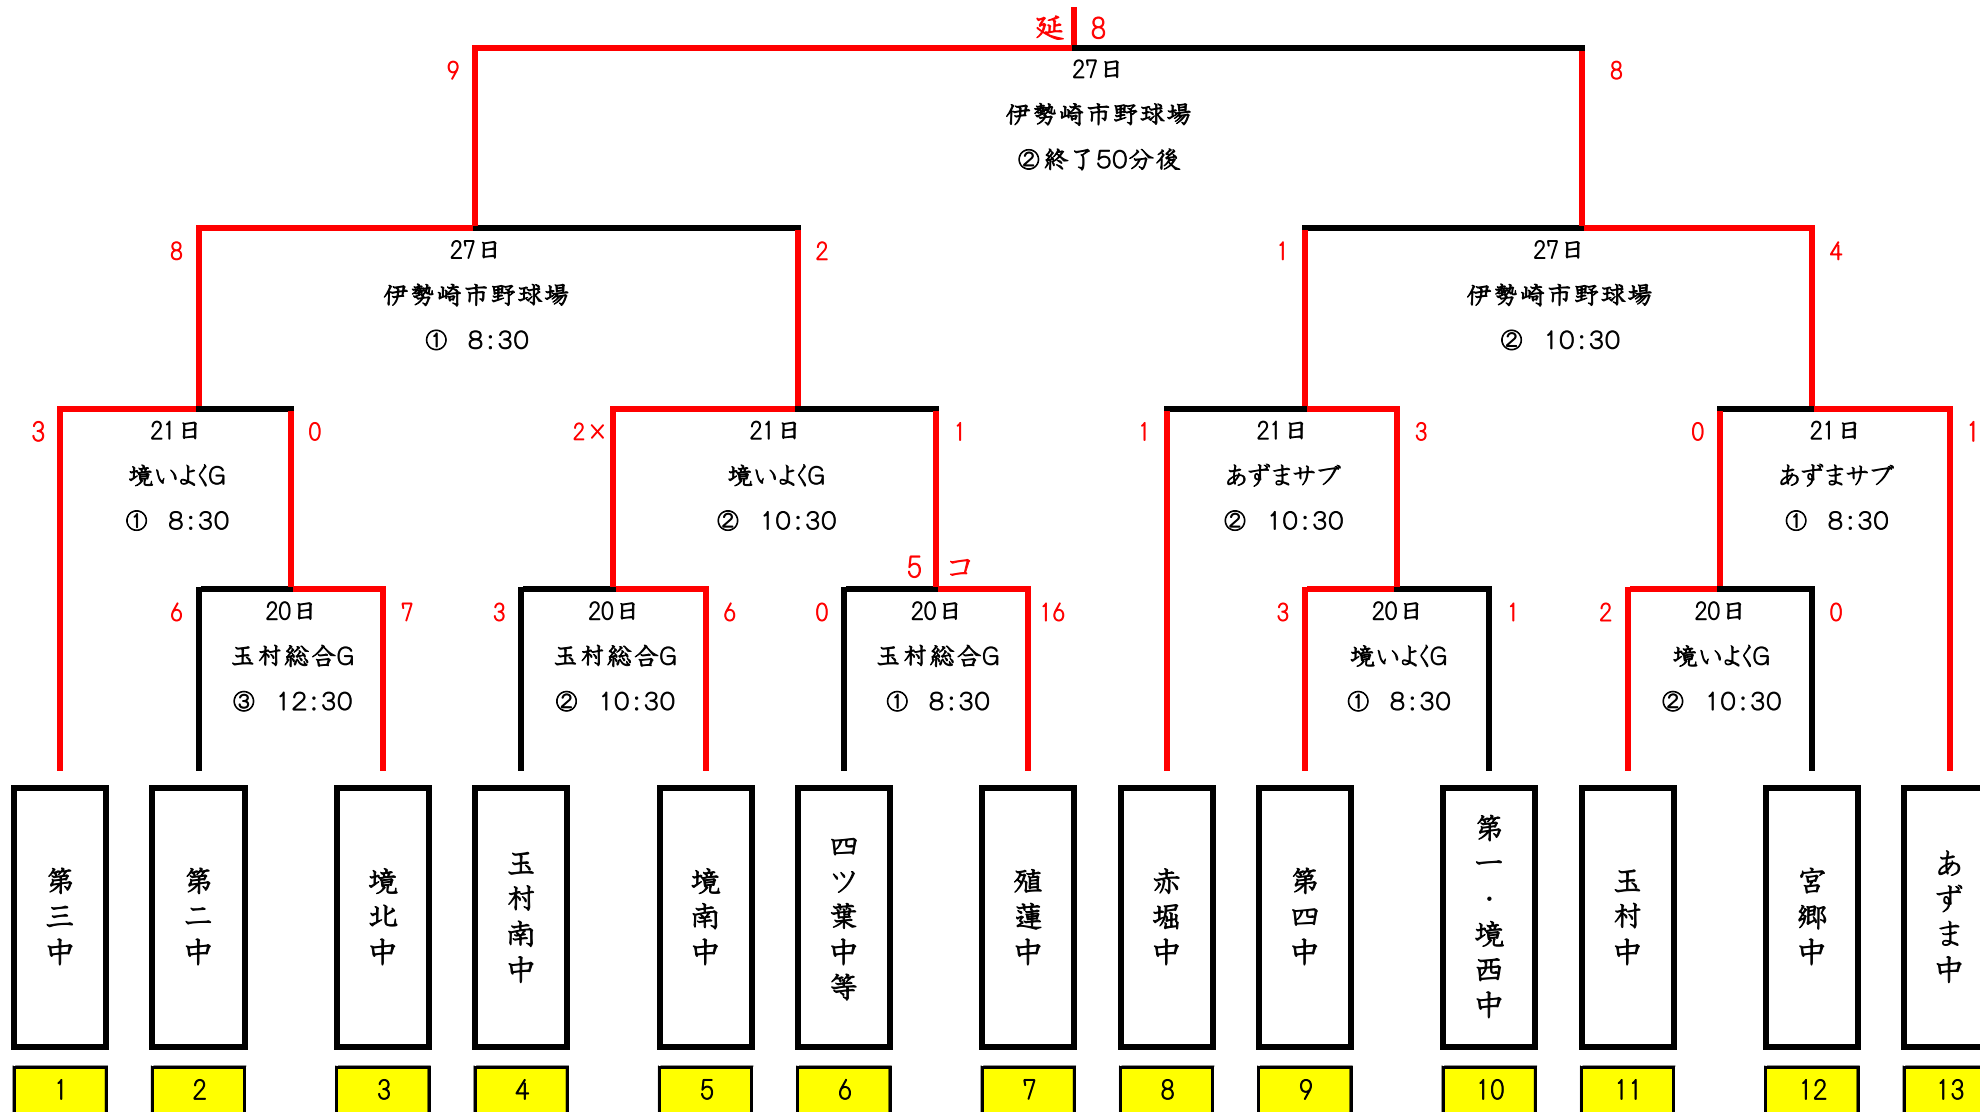 延 8
9 27日 8
伊勢崎市野球場
②終了50分後
8 27日 2
伊勢崎市野球場
① 8:30
1 27日 4
伊勢崎市野球場
② 10:30
3 21日 0
境いよくG
① 8:30
2× 21日 1
境いよくG
② 10:30
1 21日 3
あずまサブ
② 10:30
0 21日 1
あずまサブ
① 8:30
6 20日 7
玉村総合G
③ 12:30
3 20日 6
玉村総合G
② 10:30
5 コ
0 20日 16
玉村総合G
① 8:30
3 20日 1
境いよくG
① 8:30
2 20日 0
境いよくG
② 10:30
第三中
第二中
境北中
玉村南中
境南中
四ツ葉中等
殖蓮中
赤堀中
第四中
第一・境西中
玉村中
宮郷中
あずま中
1 2 3 4 5 6 7 8 9 10 11 12 13